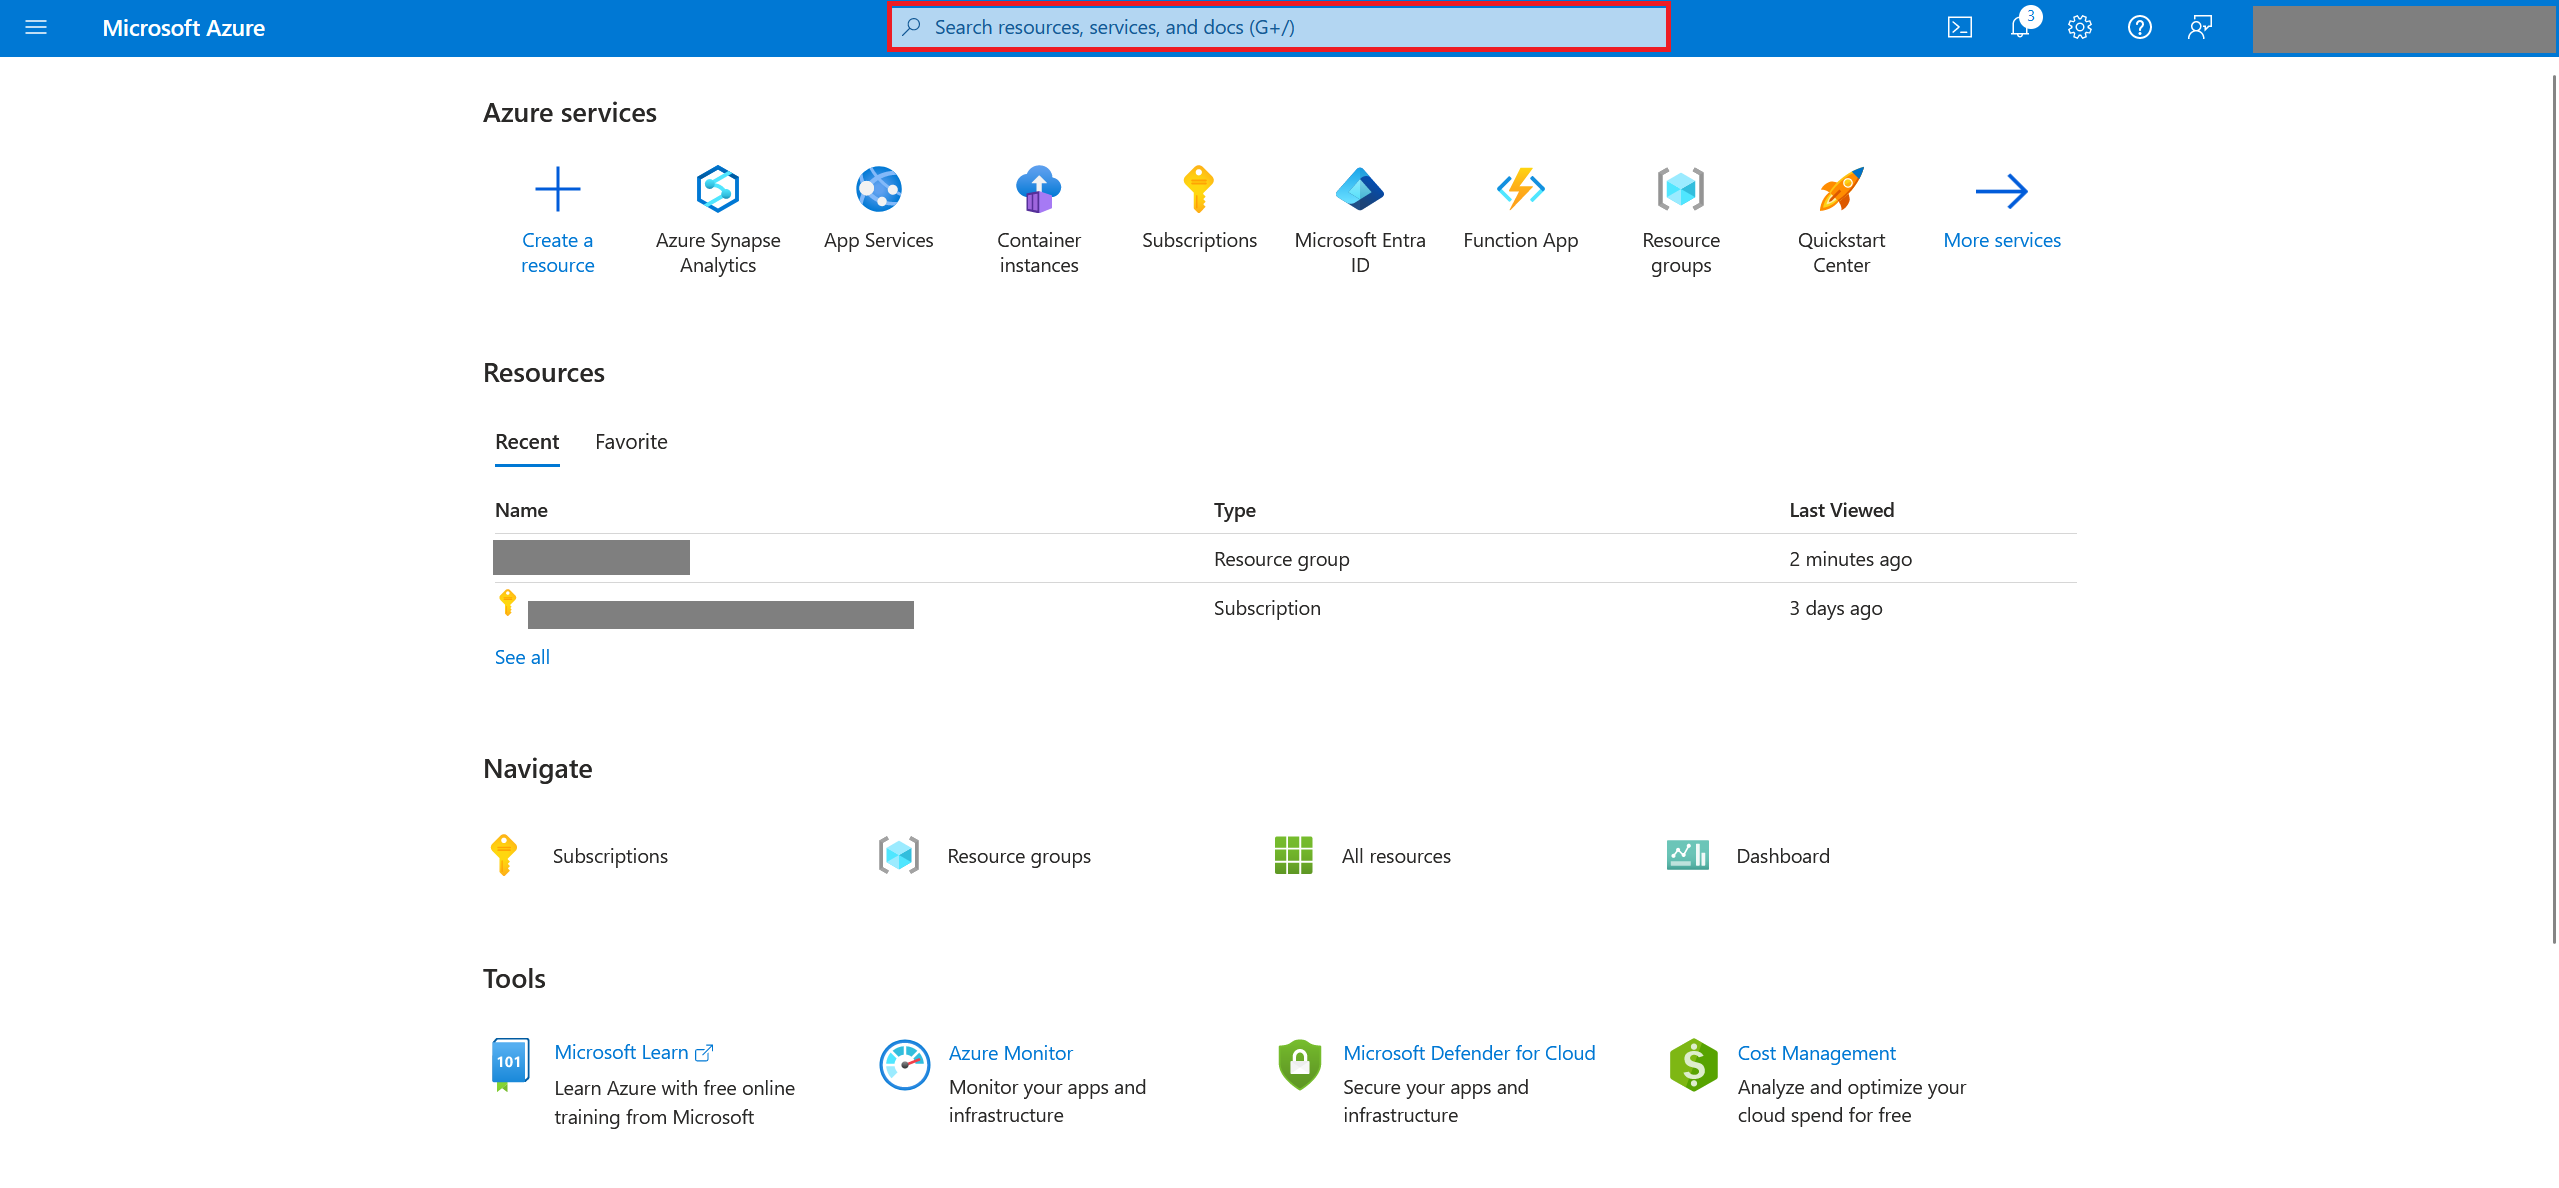 Microsoft Azure
Search resources, services, and docs (G+/)
3
Azure services
Create a
resource
Azure Synapse
Analytics
App Services
Container
instances
Subscriptions
Microsoft Entra
ID
Function App
Resource
groups
Quickstart
Center
More services
Resources
Recent Favorite
Name Type Last Viewed
Resource group 2 minutes ago
Subscription 3 days ago
See all
Navigate
Subscriptions
Resource groups
All resources
Dashboard
Tools
101
Microsoft Learn
Learn Azure with free online
training from Microsoft
Azure Monitor
Monitor your apps and
infrastructure
Microsoft Defender for Cloud
Secure your apps and
infrastructure
Cost Management
Analyze and optimize your
cloud spend for free